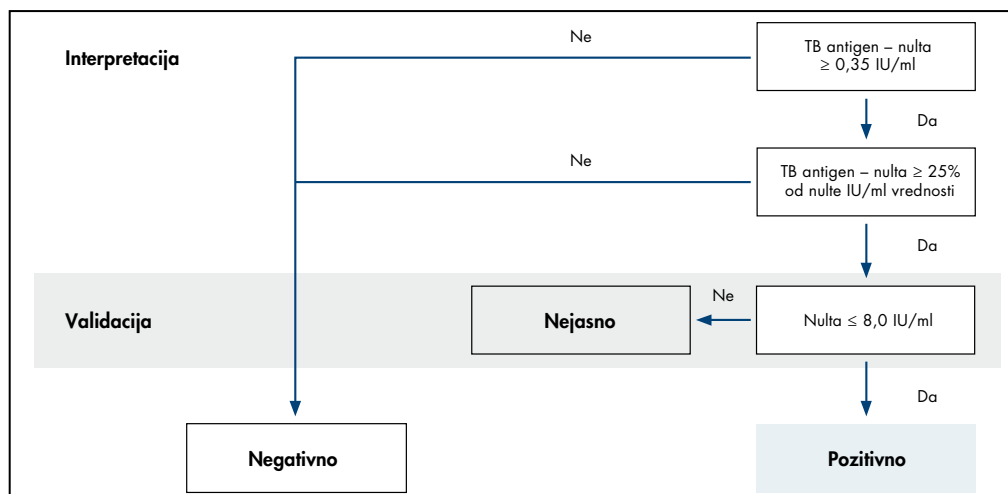 Interpretacija
Ne
TB antigen – nulta
≥ 0,35 IU/ml
Da
Ne
TB antigen – nulta ≥ 25%
od nulte IU/ml vrednosti
Da
Validacija
Nejasno
Ne
Nulta ≤ 8,0 IU/ml
Da
Negativno
Pozitivno